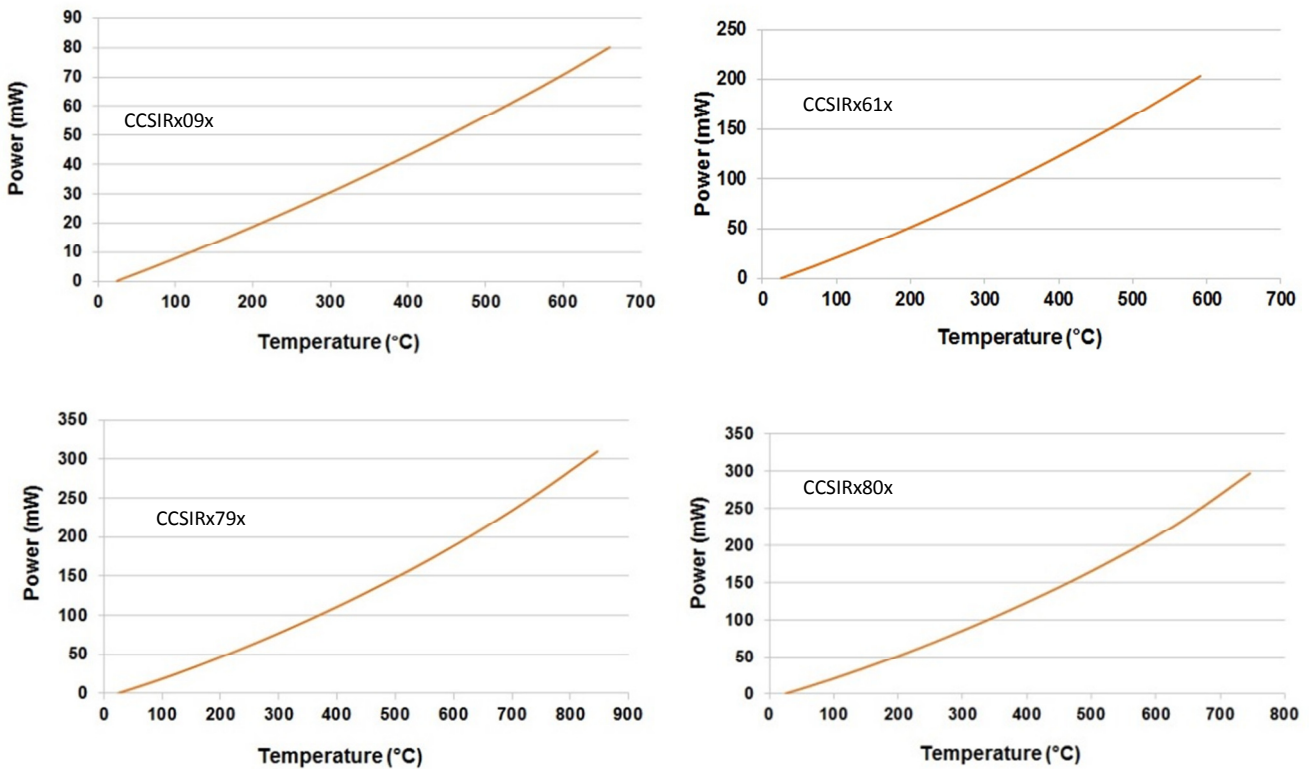 90
80
70
60
50
40
30
20
10
0
Power (mW)
CCSIRx09x
0 100 200 300 400 500 600 700
Temperature (°C)
250
200
150
100
50
0
Power (mW)
CCSIRx61x
0 100 200 300 400 500 600 700
Temperature (°C)
350
300
250
200
150
100
50
0
Power (mW)
CCSIRx79x
0 100 200 300 400 500 600 700 800 900
Temperature (°C)
350
300
250
200
150
100
50
0
Power (mW)
CCSIRx80x
0 100 200 300 400 500 600 700 800
Temperature (°C)